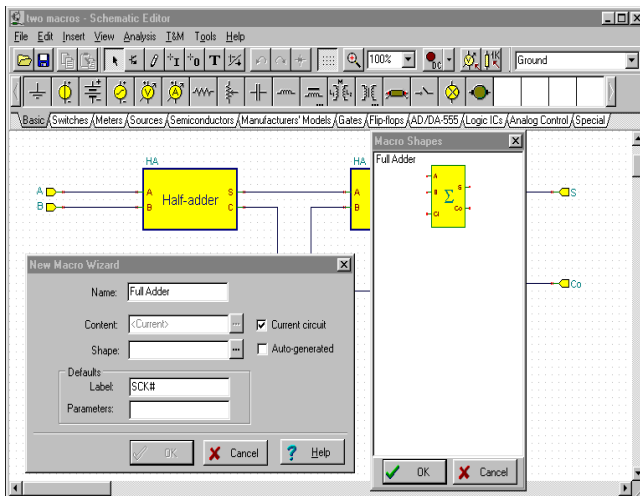 two macros - Schematic Editor
File Edit Insert View Analysis T&M Tools Help
T 100% DC 1K Ground
Basic Switches Meters Sources Semiconductors Manufacturers' Models Gates Flip-flops AD/DA-555 Logic ICs Analog Control Special
HA HA
A A Half-adder S A S
B B C B
Co
Macro Shapes
Full Adder
A
B Σ S
CI Co
New Macro Wizard
Name: Full Adder
Content: <Current> ... Current circuit
Shape: ... Auto-generated
Defaults
Label: SCK#
Parameters:
OK Cancel ? Help
OK Cancel